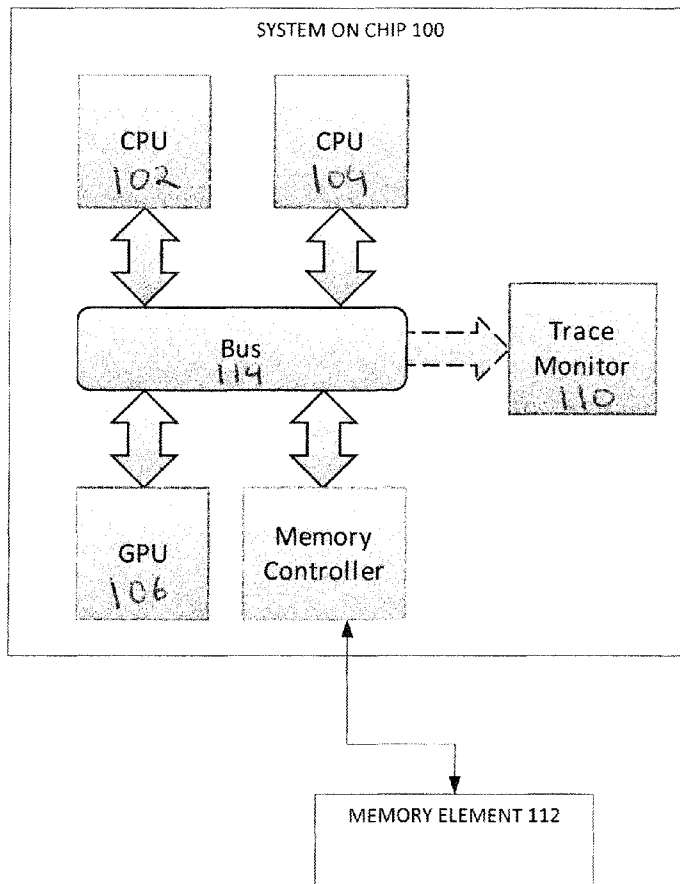 SYSTEM ON CHIP 100
CPU
102
CPU
104
Bus
114
Trace
Monitor
110
GPU
106
Memory
Controller
MEMORY ELEMENT 112